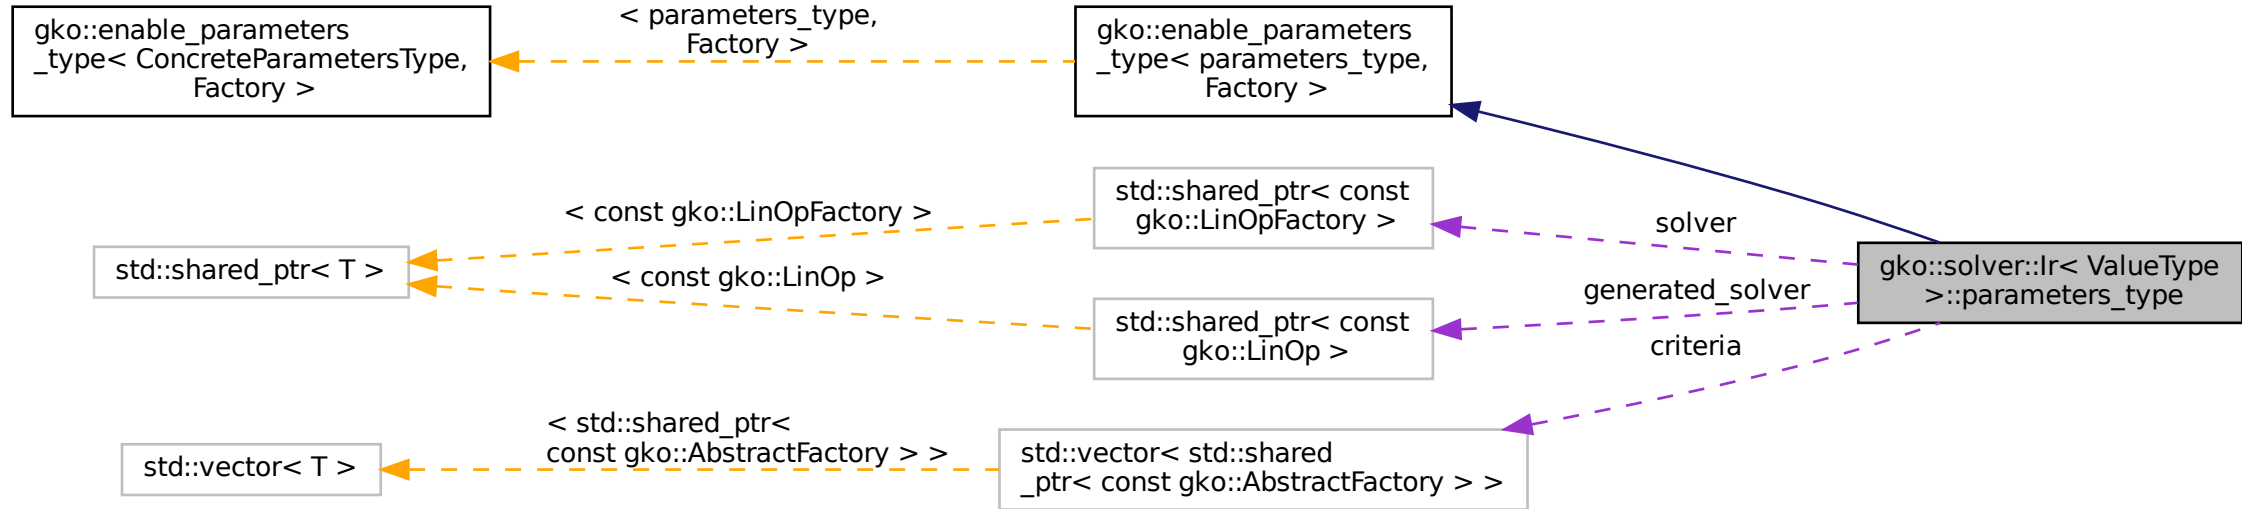 gko::enable_parameters
_type< ConcreteParametersType,
Factory >
< parameters_type,
Factory >
gko::enable_parameters
_type< parameters_type,
Factory >
std::shared_ptr< T >
< const gko::LinOpFactory >
< const gko::LinOp >
std::shared_ptr< const
gko::LinOpFactory >
std::shared_ptr< const
gko::LinOp >
solver
generated_solver
criteria
gko::solver::Ir< ValueType
>::parameters_type
std::vector< T >
< std::shared_ptr<
const gko::AbstractFactory > >
std::vector< std::shared
_ptr< const gko::AbstractFactory > >